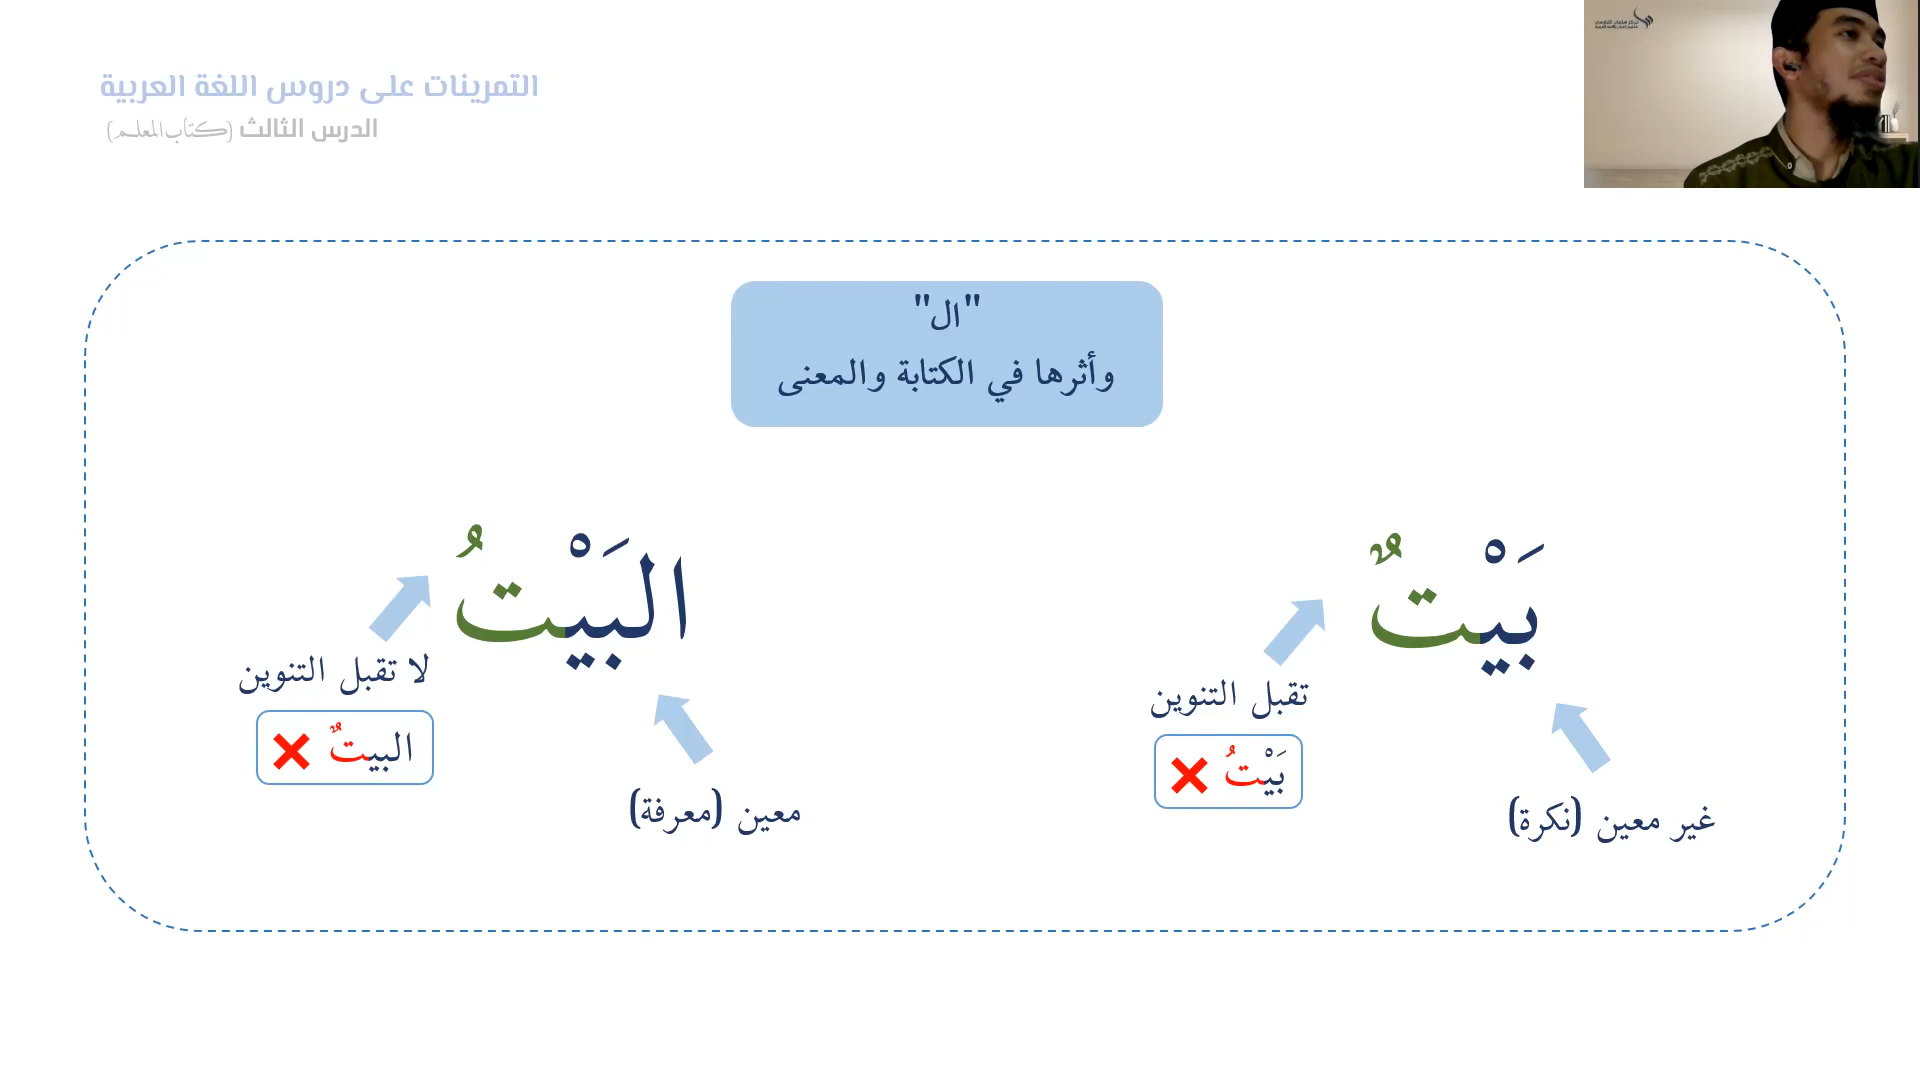 التمرينات على دروس اللغة العربية
الدرس الثالث (كتاب المعلم)
"ال"
وأثرها في الكتابة والمعنى
بَيْتٌ
تقبل التنوين
بَيْتُ
غير معين (نكرة)
البَيْتُ
لا تقبل التنوين
البيتٌ
معين (معرفة)